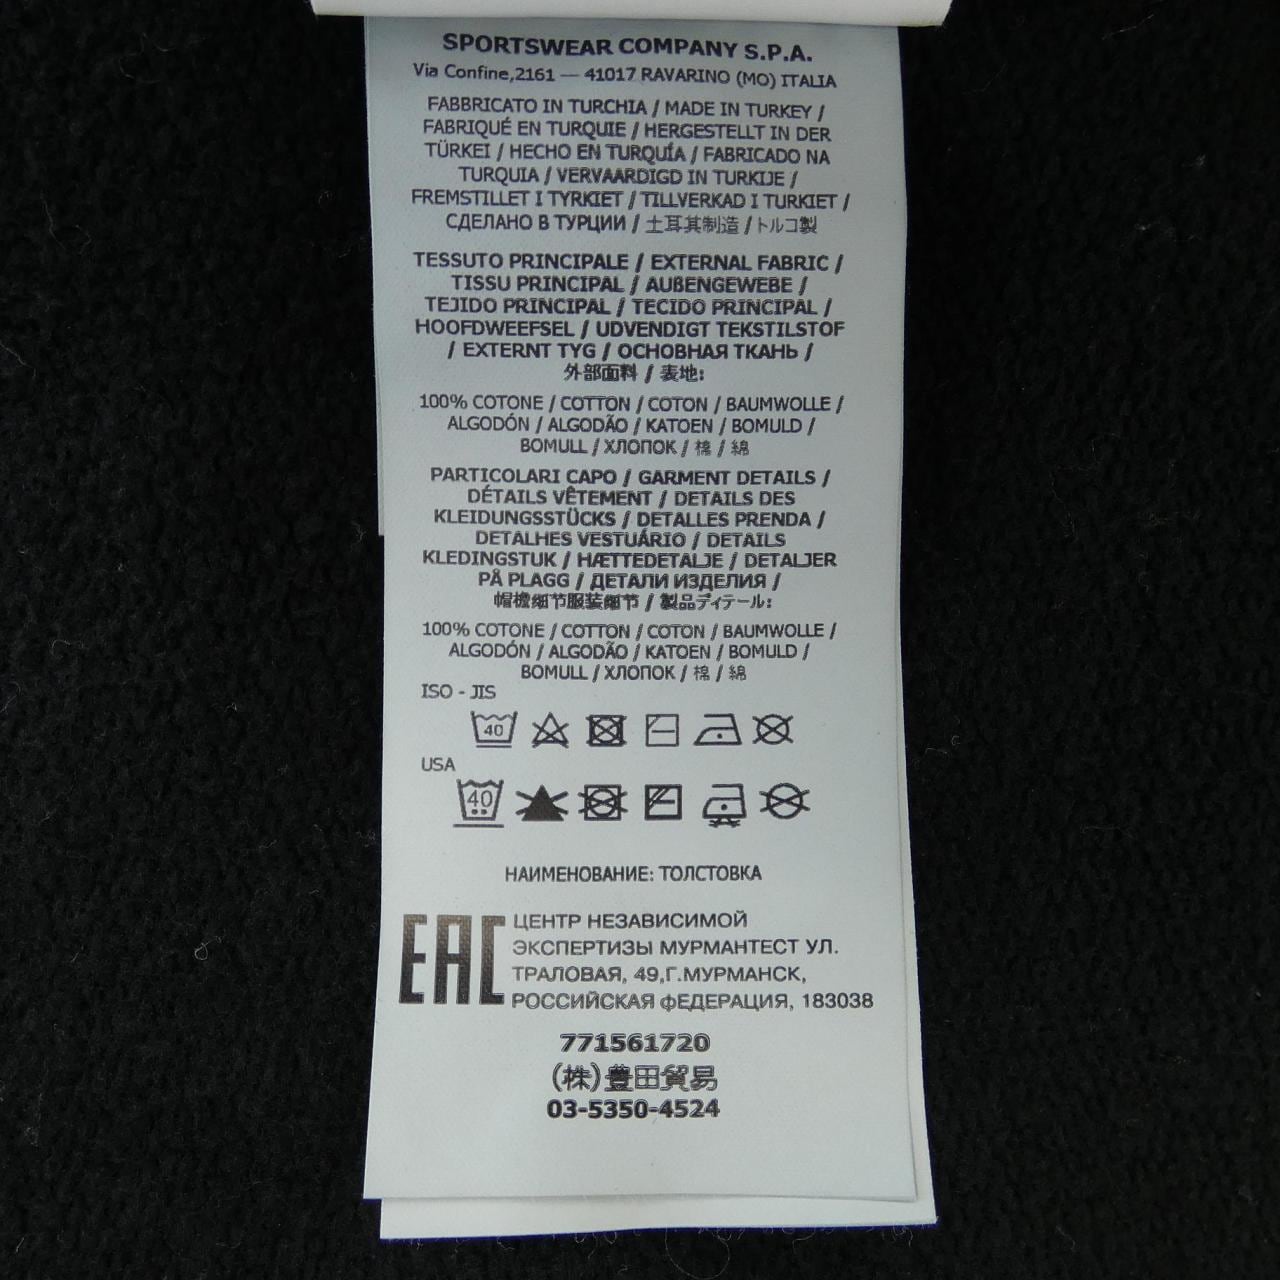 SPORTSWEAR COMPANY S.P.A.
Via Confine,2161 — 41017 RAVARINO (MO) ITALIA
FABBRICATO IN TURCHIA / MADE IN TURKEY /
FABRIQUÉ EN TURQUIE / HERGESTELLT IN DER
TÜRKEI / HECHO EN TURQUÍA / FABRICADO NA
TURQUIA / VERVAARDIGD IN TURKIJE /
FREMSTILLET I TYRKIET / TILLVERKAD I TURKIET /
СДЕЛАНО В ТУРЦИИ / 土耳其制造 / トルコ製
TESSUTO PRINCIPALE / EXTERNAL FABRIC /
TISSU PRINCIPAL / AUßENGEWEBE /
TEJIDO PRINCIPAL / TECIDO PRINCIPAL /
HOOFDWEEFSEL / UDVENDIGT TEKSTILSTOF
/ EXTERNT TYG / ОСНОВНАЯ ТКАНЬ /
外部面料 / 表地:
100% COTONE / COTTON / COTON / BAUMWOLLE /
ALGODÓN / ALGODÃO / KATOEN / BOMULD /
BOMULL / ХЛОПОК / 棉 / 綿
PARTICOLARI CAPO / GARMENT DETAILS /
DÉTAILS VÊTEMENT / DETAILS DES
KLEIDUNGSSTÜCKS / DETALLES PRENDA /
DETALHES VESTUÁRIO / DETAILS
KLEDINGSTUK / HÆTTEDETALJE / DETALJER
PÅ PLAGG / ДЕТАЛИ ИЗДЕЛИЯ /
帽檐细节服装细节 / 製品ディテール:
100% COTONE / COTTON / COTON / BAUMWOLLE /
ALGODÓN / ALGODÃO / KATOEN / BOMULD /
BOMULL / ХЛОПОК / 棉 / 綿
ISO - JIS
40
USA
40
НАИМЕНОВАНИЕ: ТОЛСТОВКА
EAC
ЦЕНТР НЕЗАВИСИМОЙ
ЭКСПЕРТИЗЫ МУРМАНТЕСТ УЛ.
ТРАЛОВАЯ, 49,Г.МУРМАНСК,
РОССИЙСКАЯ ФЕДЕРАЦИЯ, 183038
771561720
(株)豊田貿易
03-5350-4524